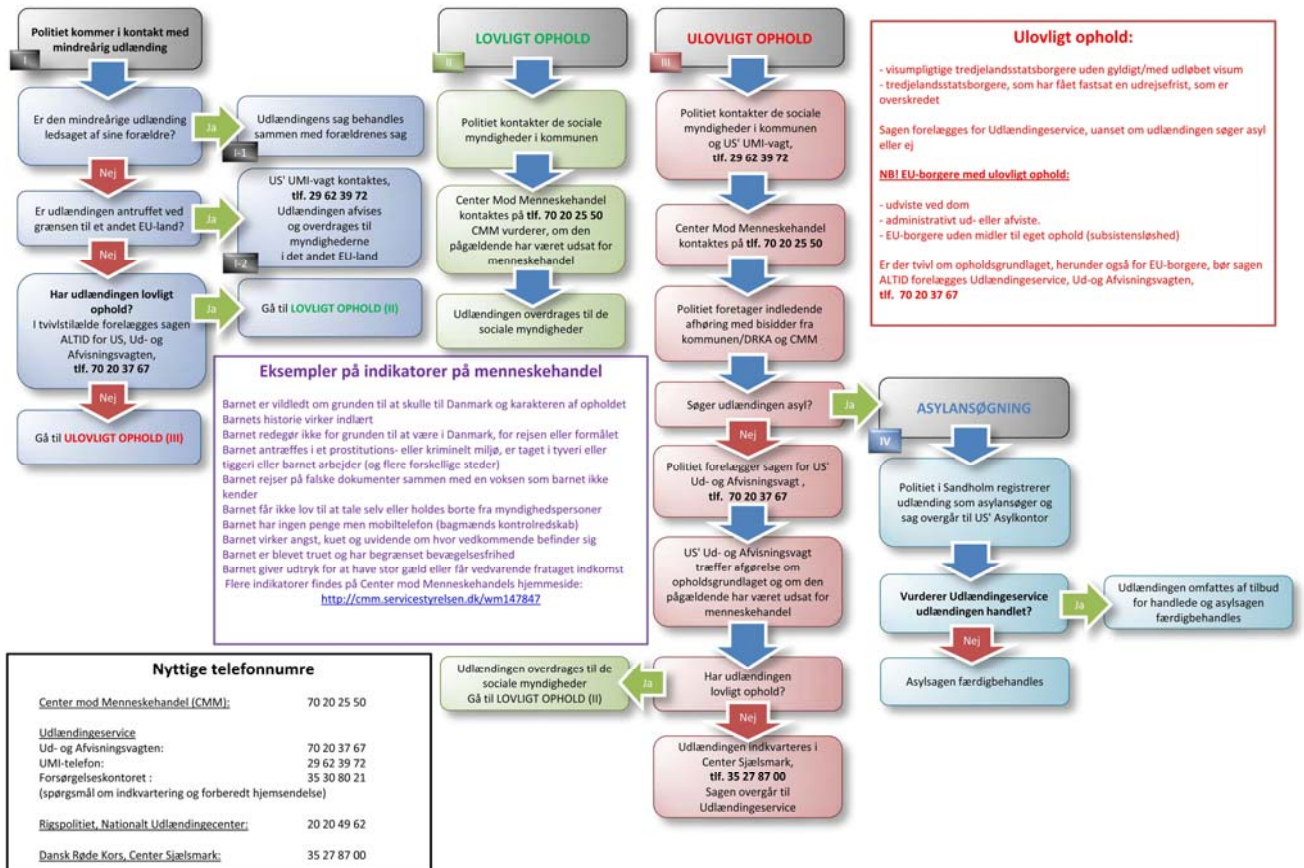 Politiet kommer i kontakt med
mindreårig udlænding
I
Er den mindreårige udlænding
ledsaget af sine forældre?
Ja
Udlændingens sag behandles
sammen med forældrenes sag
I-1
Nej
Er udlændingen antruffet ved
grænsen til et andet EU-land?
Ja
US' UMI-vagt kontaktes,
tlf. 29 62 39 72
Udlændingen afvises
og overdrages til
myndighederne
i det andet EU-land
I-2
Nej
Har udlændingen lovligt
ophold?
I tvivlstilælde forelægges sagen
ALTID for US, Ud- og
Afvisningsvagten,
tlf. 70 20 37 67
Ja
Gå til LOVLIGT OPHOLD (II)
Nej
Gå til ULOVLIGT OPHOLD (III)
LOVLIGT OPHOLD
II
Politiet kontakter de sociale
myndigheder i kommunen
Center Mod Menneskehandel
kontaktes på tlf. 70 20 25 50
CMM vurderer, om den
pågældende har været udsat for
menneskehandel
Udlændingen overdrages til de
sociale myndigheder
ULOVLIGT OPHOLD
III
Politiet kontakter de sociale
myndigheder i kommunen
og US' UMI-vagt,
tlf. 29 62 39 72
Center Mod Menneskehandel
kontaktes på tlf. 70 20 25 50
Politiet foretager indledende
afhøring med bisidder fra
kommunen/DRKA og CMM
Søger udlændingen asyl?
Ja
Nej
Politiet forelægger sagen for US'
Ud- og Afvisningsvagt ,
tlf. 70 20 37 67
US' Ud- og Afvisningsvagt
træffer afgørelse om
opholdsgrundlaget og om den
pågældende har været udsat for
menneskehandel
Har udlændingen
lovligt ophold?
Ja
Udlændingen overdrages til de
sociale myndigheder
Gå til LOVLIGT OPHOLD (II)
Nej
Udlændingen indkvarteres i
Center Sjælsmark,
tlf. 35 27 87 00
Sagen overgår til
Udlændingeservice
ASYLANSØGNING
IV
Politiet i Sandholm registrerer
udlænding som asylansøger og
sag overgår til US' Asylkontor
Vurderer Udlændingeservice
udlændingen handlet?
Ja
Udlændingen omfattes af tilbud
for handlede og asylsagen
færdigbehandles
Nej
Asylsagen færdigbehandles
Ulovligt ophold:
- visumpligtige tredjelandsstatsborgere uden gyldigt/med udløbet visum
- tredjelandsstatsborgere, som har fået fastsat en udrejsefrist, som er
overskredet
Sagen forelægges for Udlændingeservice, uanset om udlændingen søger asyl
eller ej
NB! EU-borgere med ulovligt ophold:
- udviste ved dom
- administrativt ud- eller afviste.
- EU-borgere uden midler til eget ophold (subsistensløshed)
Er der tvivl om opholdsgrundlaget, herunder også for EU-borgere, bør sagen
ALTID forelægges Udlændingeservice, Ud-og Afvisningsvagten,
tlf. 70 20 37 67
Eksempler på indikatorer på menneskehandel
Barnet er vildledt om grunden til at skulle til Danmark og karakteren af opholdet
Barnets historie virker indlært
Barnet redegør ikke for grunden til at være i Danmark, for rejsen eller formålet
Barnet antræffes i et prostitutions- eller kriminelt miljø, er taget i tyveri eller
tiggeri eller barnet arbejder (og flere forskellige steder)
Barnet rejser på falske dokumenter sammen med en voksen som barnet ikke
kender
Barnet får ikke lov til at tale selv eller holdes borte fra myndighedspersoner
Barnet har ingen penge men mobiltelefon (bagmænds kontrolredskab)
Barnet virker angst, kuet og uvidende om hvor vedkommende befinder sig
Barnet er blevet truet og har begrænset bevægelsesfrihed
Barnet giver udtryk for at have stor gæld eller får vedvarende frataget indkomst
Flere indikatorer findes på Center mod Menneskehandels hjemmeside:
http://cmm.servicestyrelsen.dk/wm147847
Nyttige telefonnumre
Center mod Menneskehandel (CMM): 70 20 25 50
Udlændingeservice
Ud- og Afvisningsvagten: 70 20 37 67
UMI-telefon: 29 62 39 72
Forsørgelseskontoret : 35 30 80 21
(spørgsmål om indkvartering og forberedt hjemsendelse)
Rigspolitiet, Nationalt Udlændingecenter: 20 20 49 62
Dansk Røde Kors, Center Sjælsmark: 35 27 87 00